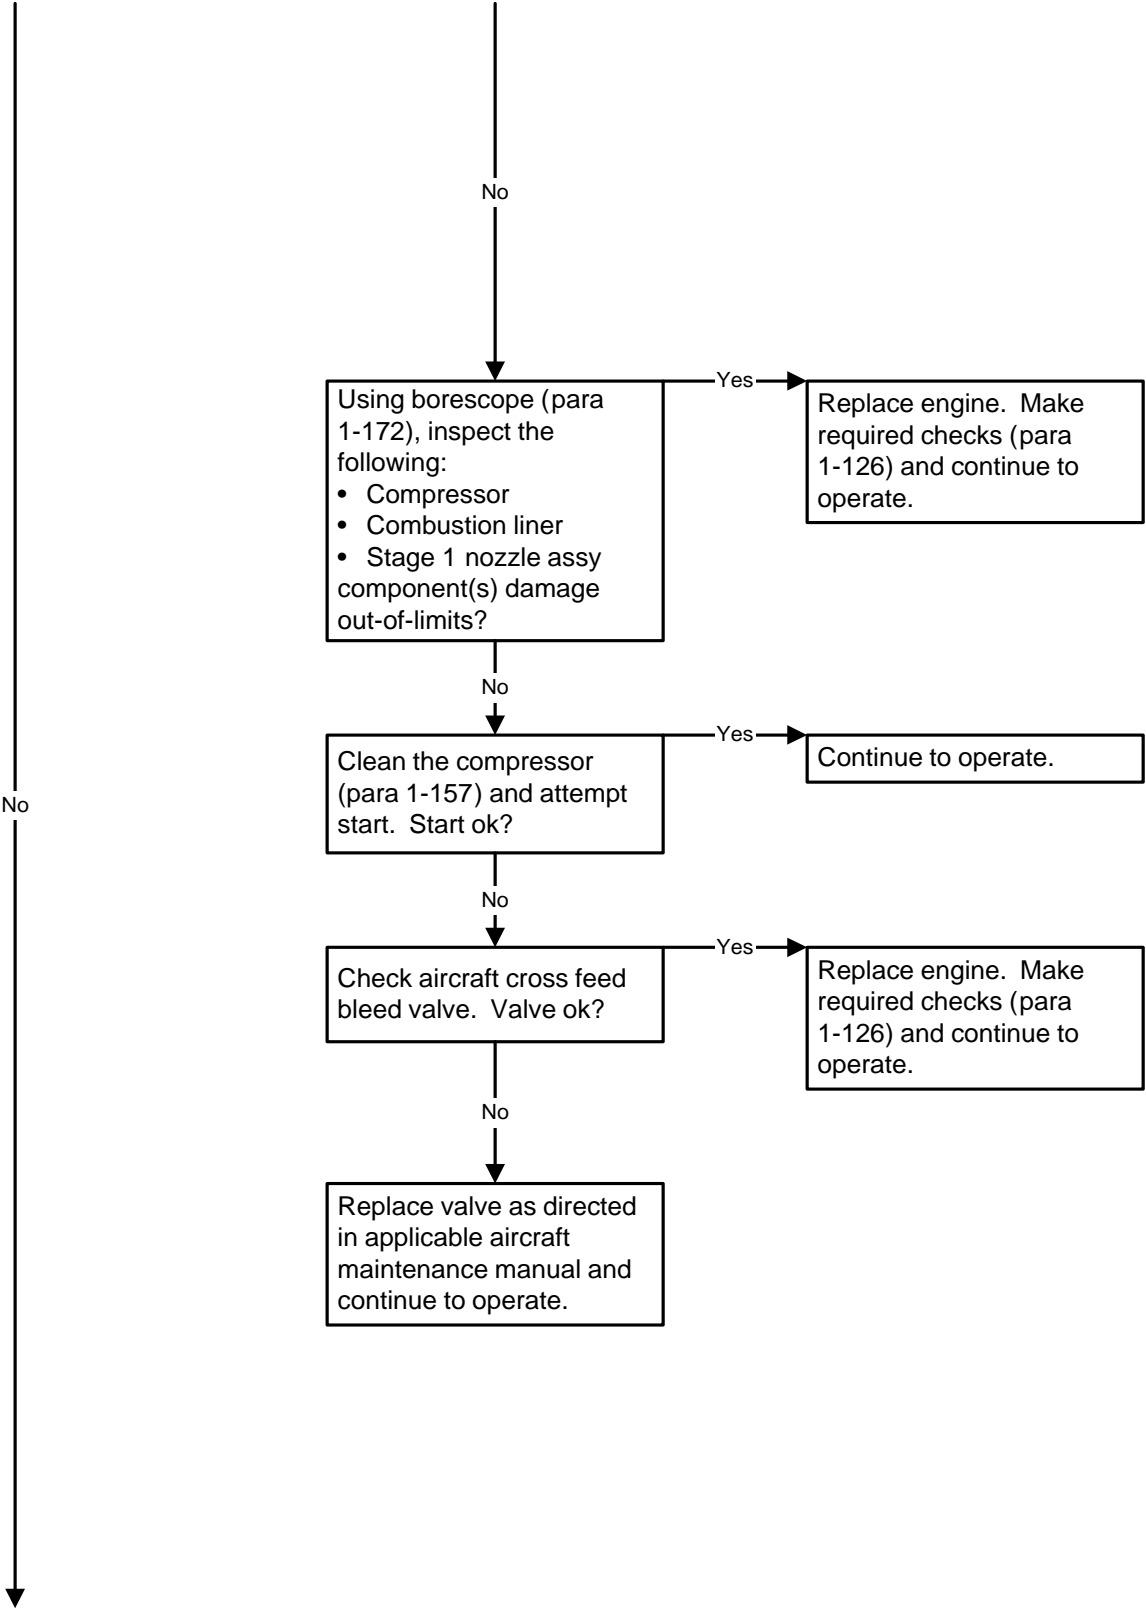 No
Using borescope (para
1-172), inspect the
following:
• Compressor
• Combustion liner
• Stage 1 nozzle assy
component(s) damage
out-of-limits?
Yes
Replace engine.  Make
required checks (para
1-126) and continue to
operate.
No
Clean the compressor
(para 1-157) and attempt
start.  Start ok?
Yes
Continue to operate.
No
No
Check aircraft cross feed
bleed valve.  Valve ok?
Yes
Replace engine.  Make
required checks (para
1-126) and continue to
operate.
No
Replace valve as directed
in applicable aircraft
maintenance manual and
continue to operate.